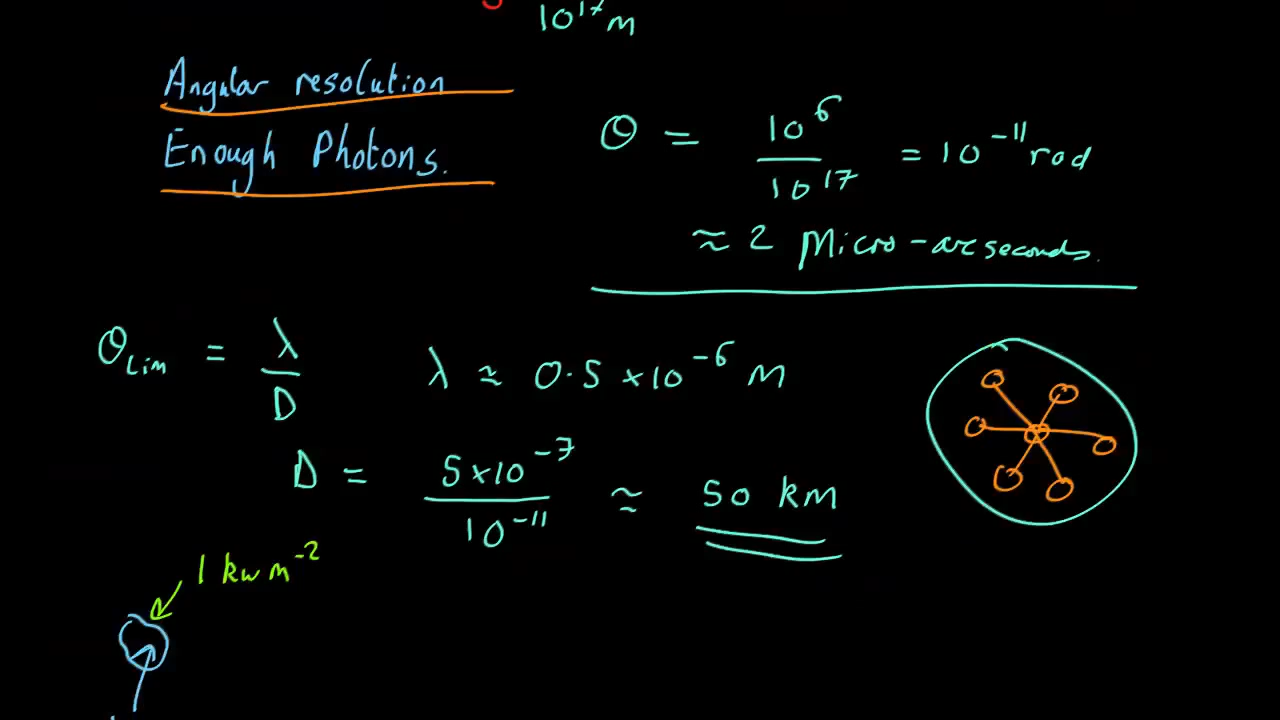 10¹⁷ m
Angular resolution
Enough Photons.
Θ = 10⁶ / 10¹⁷ = 10⁻¹¹ rad
≈ 2 Micro-arcseconds.
Θ_Lim = λ / D
λ ≈ 0.5 × 10⁻⁶ m
D = 5×10⁻⁷ / 10⁻¹¹ ≈ 50 km
1 kw m⁻²